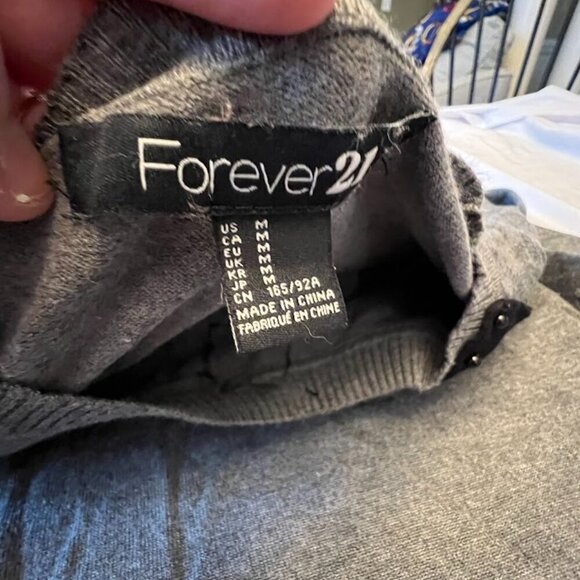 Forever21
US M
CA M
EU M
UK M
KR M
JP M
CN 165/92A
MADE IN CHINA
FABRIQUÉ EN CHINE